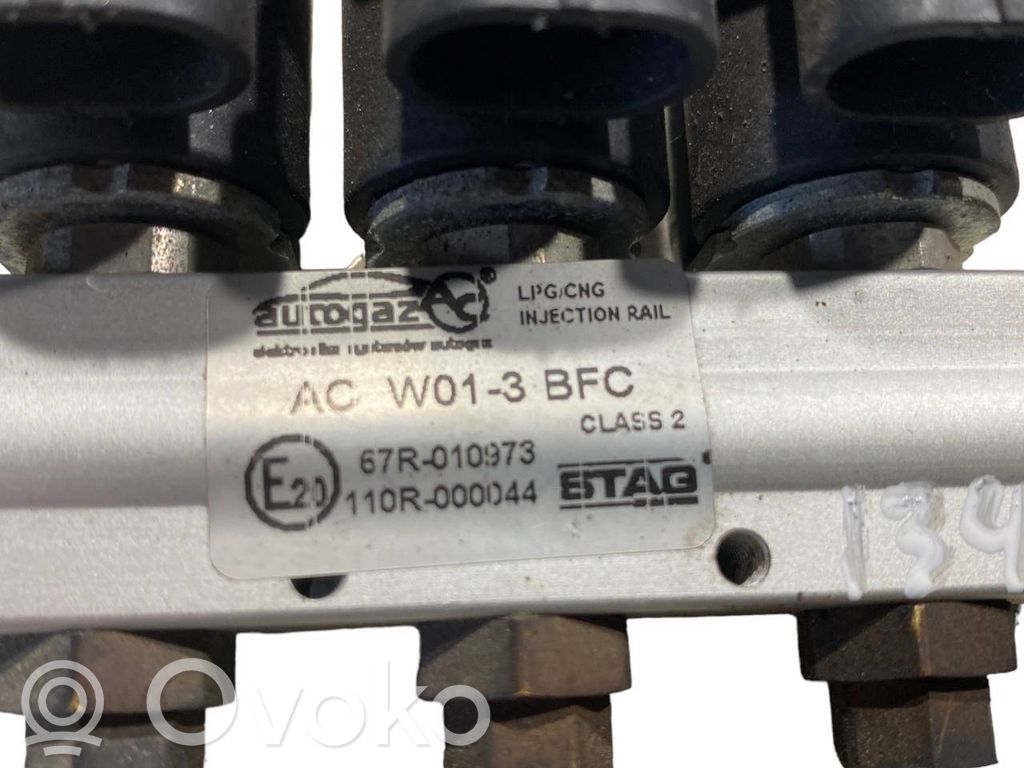 autogaz AC ®
LPG/CNG
INJECTION RAIL
AC W01-3 BFC
CLASS 2
E20
67R-010973
110R-000044
STAG
134
Ovoko